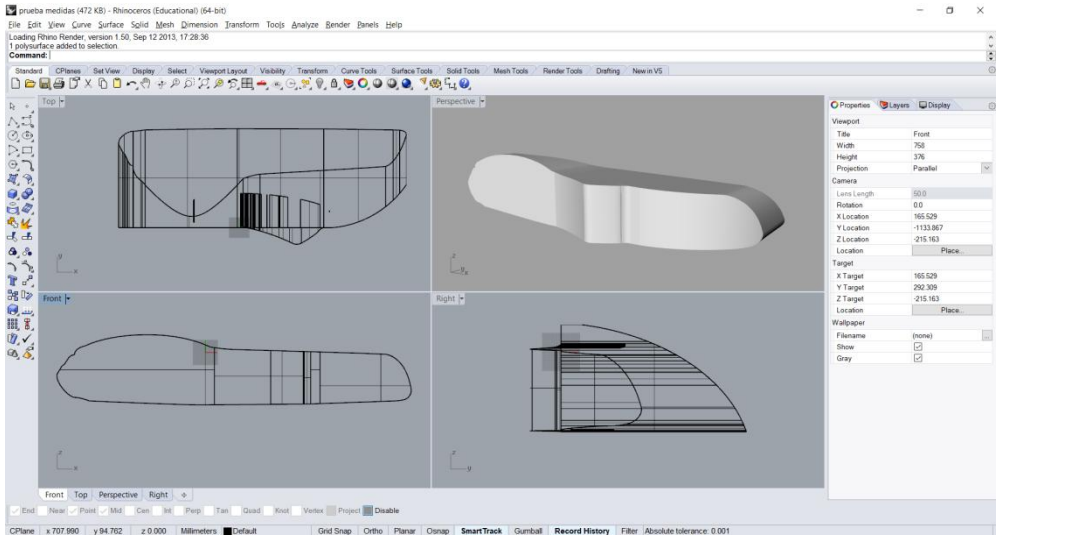 prueba medidas (472 KB) - Rhinoceros (Educational) (64-bit)
File Edit View Curve Surface Solid Mesh Dimension Transform Tools Analyze Render Panels Help
Loading Rhino Render, version 1.50, Sep 12 2013, 17:28:36
1 polysurface added to selection.
Command:
Standard CPlanes Set View Display Select Viewport Layout Visibility Transform Curve Tools Surface Tools Solid Tools Mesh Tools Render Tools Drafting New in V5
Top
Perspective
Properties Layers Display
Viewport
Title Front
Width 758
Height 376
Projection Parallel
Camera
Lens Length 50.0
Rotation 0.0
X Location 165.529
Y Location -1133.867
Z Location -215.163
Location Place...
Target
X Target 165.529
Y Target 292.309
Z Target -215.163
Location Place...
Wallpaper
Filename (none) ...
Show
Gray
y
x
z
y
x
Front
Right
z
x
z
y
Front Top Perspective Right
End Near Point Mid Cen Int Perp Tan Quad Knot Vertex Project Disable
CPlane x 707.990 y 94.762 z 0.000 Millimeters Default Grid Snap Ortho Planar Osnap SmartTrack Gumball Record History Filter Absolute tolerance: 0.001